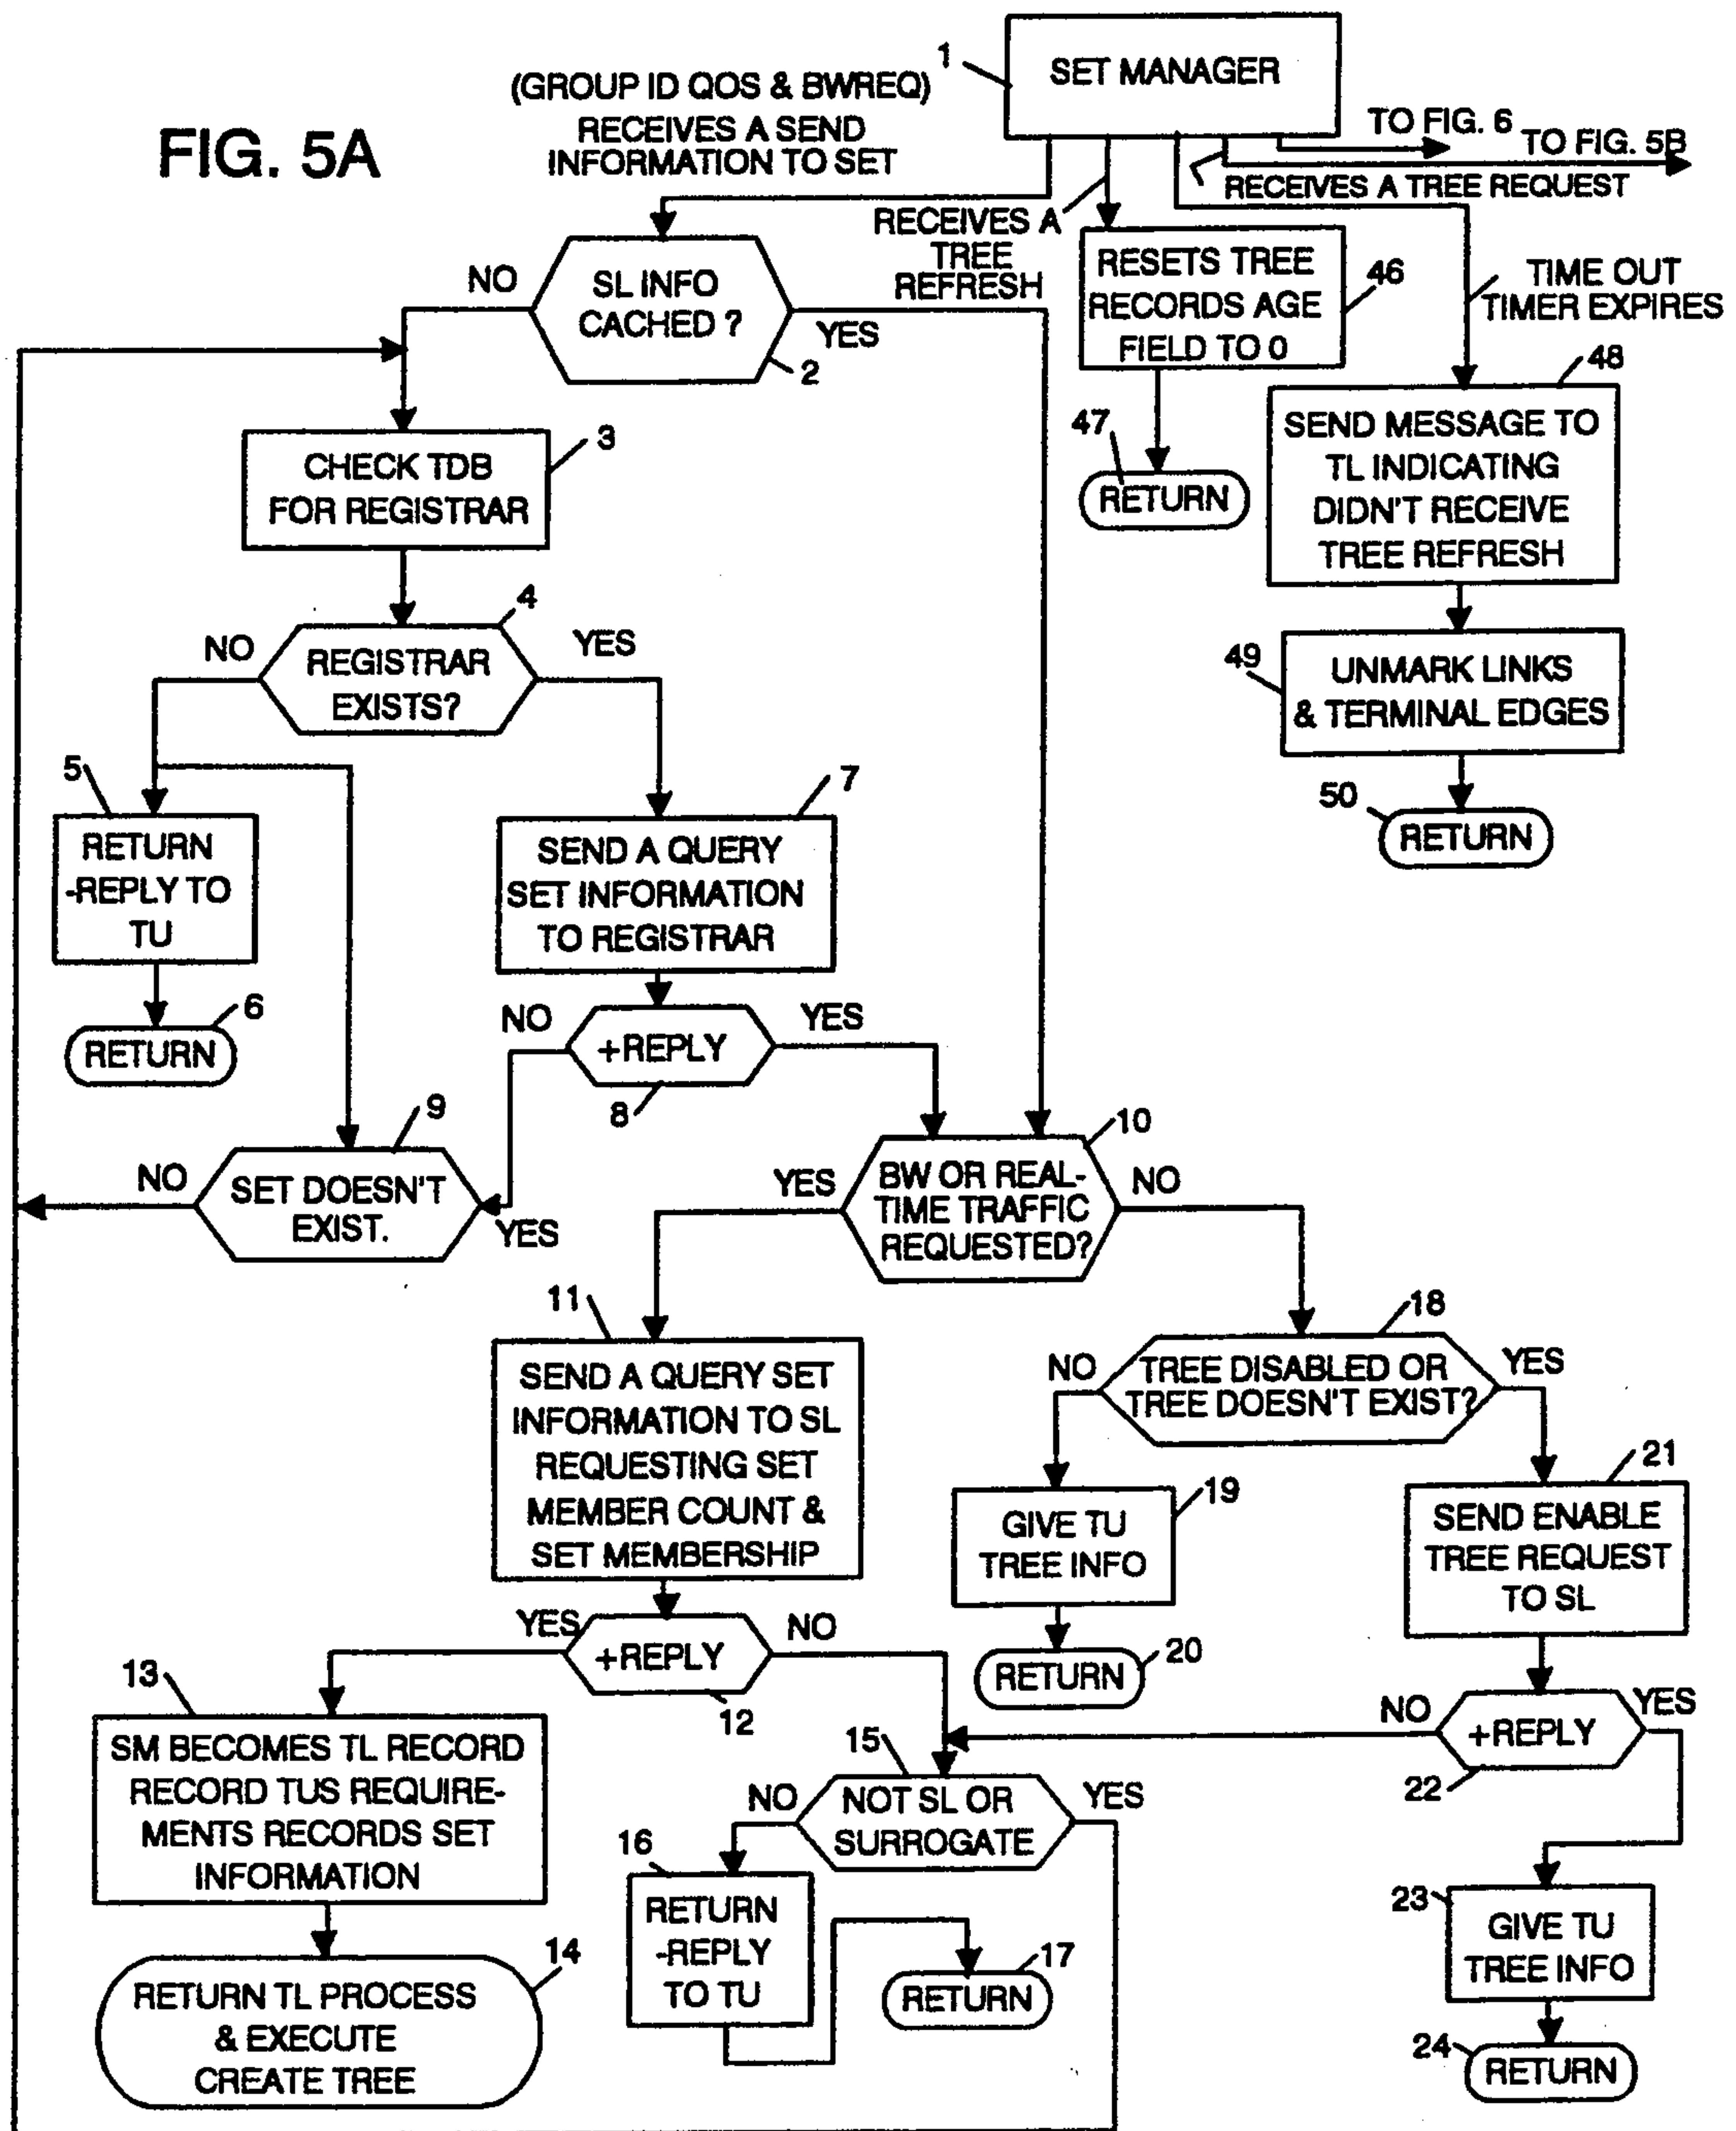 FIG. 5A
1
SET MANAGER
(GROUP ID QOS & BWREQ)
RECEIVES A SEND
INFORMATION TO SET
TO FIG. 6
TO FIG. 5B
RECEIVES A TREE REQUEST
RECEIVES A
TREE
REFRESH
NO
SL INFO
CACHED ?
YES
2
RESETS TREE
RECORDS AGE
FIELD TO 0
46
TIME OUT
TIMER EXPIRES
47
RETURN
48
SEND MESSAGE TO
TL INDICATING
DIDN'T RECEIVE
TREE REFRESH
49
UNMARK LINKS
& TERMINAL EDGES
50
RETURN
3
CHECK TDB
FOR REGISTRAR
4
NO
REGISTRAR
EXISTS?
YES
5
RETURN
-REPLY TO
TU
6
RETURN
7
SEND A QUERY
SET INFORMATION
TO REGISTRAR
NO
+REPLY
YES
8
9
NO
SET DOESN'T
EXIST.
YES
10
YES
BW OR REAL-
TIME TRAFFIC
REQUESTED?
NO
11
SEND A QUERY SET
INFORMATION TO SL
REQUESTING SET
MEMBER COUNT &
SET MEMBERSHIP
18
NO
TREE DISABLED OR
TREE DOESN'T EXIST?
YES
19
GIVE TU
TREE INFO
20
RETURN
21
SEND ENABLE
TREE REQUEST
TO SL
YES
+REPLY
NO
12
13
SM BECOMES TL RECORD
RECORD TUS REQUIRE-
MENTS RECORDS SET
INFORMATION
14
RETURN TL PROCESS
& EXECUTE
CREATE TREE
15
NO
NOT SL OR
SURROGATE
YES
16
RETURN
-REPLY
TO TU
17
RETURN
NO
+REPLY
YES
22
23
GIVE TU
TREE INFO
24
RETURN